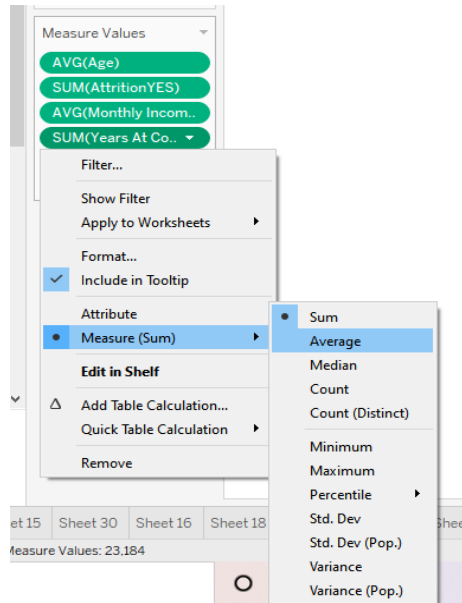 Measure Values
AVG(Age)
SUM(AttritionYES)
AVG(Monthly Incom..
SUM(Years At Co..
Filter...
Show Filter
Apply to Worksheets
Format...
Include in Tooltip
Attribute
Measure (Sum)
Edit in Shelf
Add Table Calculation...
Quick Table Calculation
Remove
Sum
Average
Median
Count
Count (Distinct)
Minimum
Maximum
Percentile
Std. Dev
Std. Dev (Pop.)
Variance
Variance (Pop.)
et 15 Sheet 30 Sheet 16 Sheet 18 Shee
Measure Values: 23,184